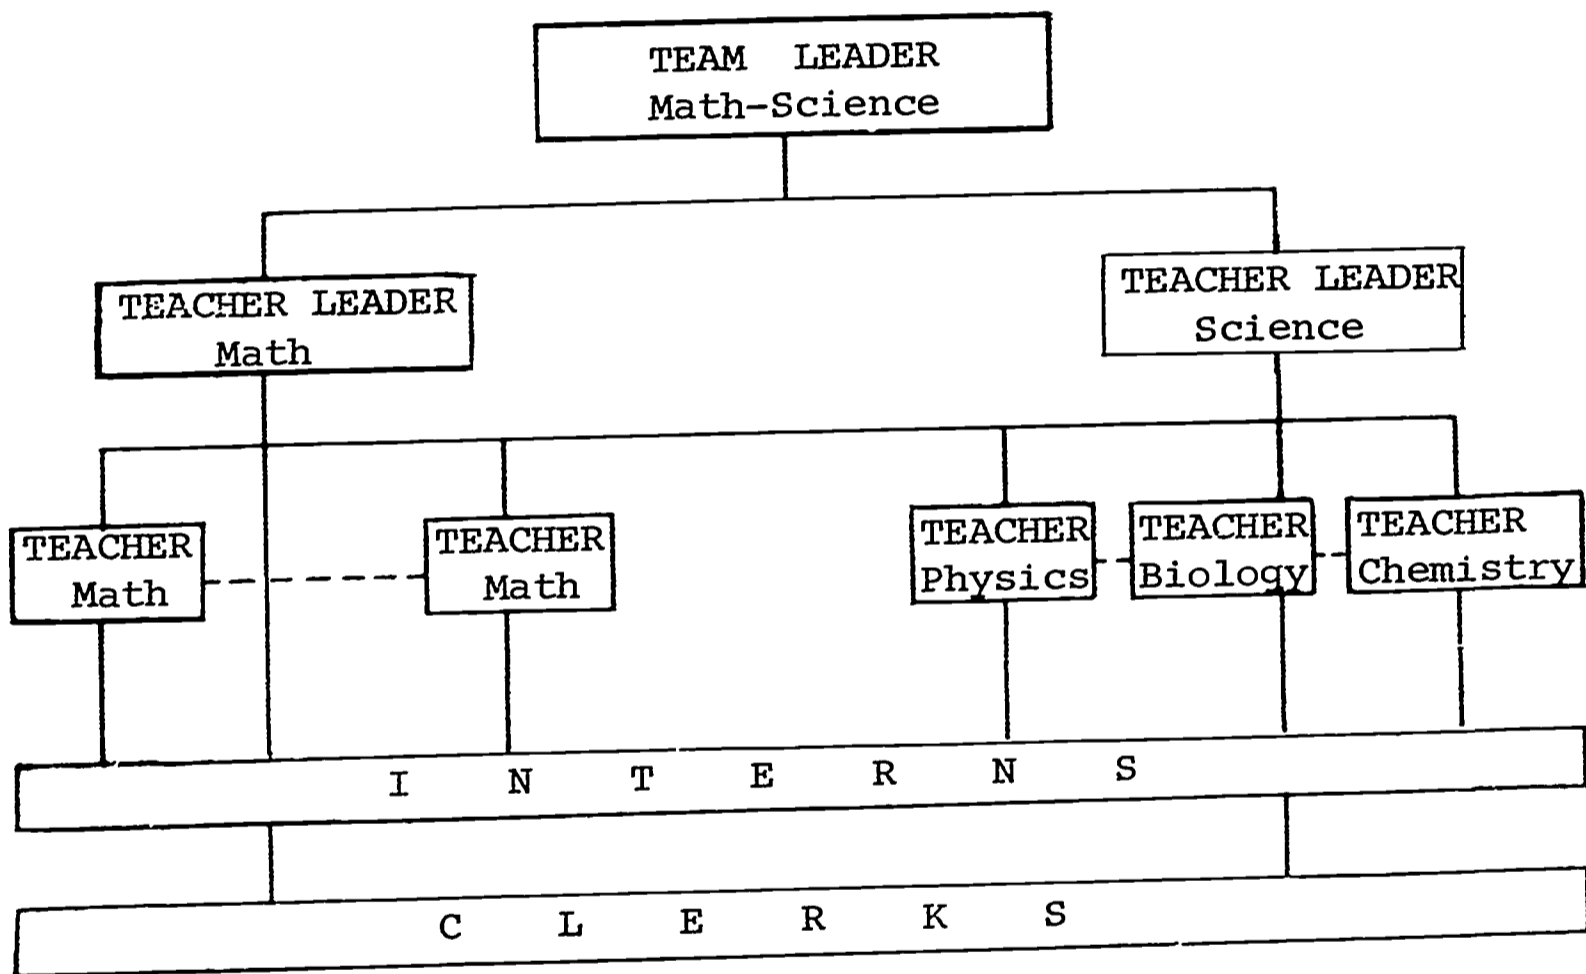 TEAM LEADER
Math-Science
TEACHER LEADER
Math
TEACHER LEADER
Science
TEACHER
Math
TEACHER
Math
TEACHER
Physics
TEACHER
Biology
TEACHER
Chemistry
I N T E R N S
C L E R K S